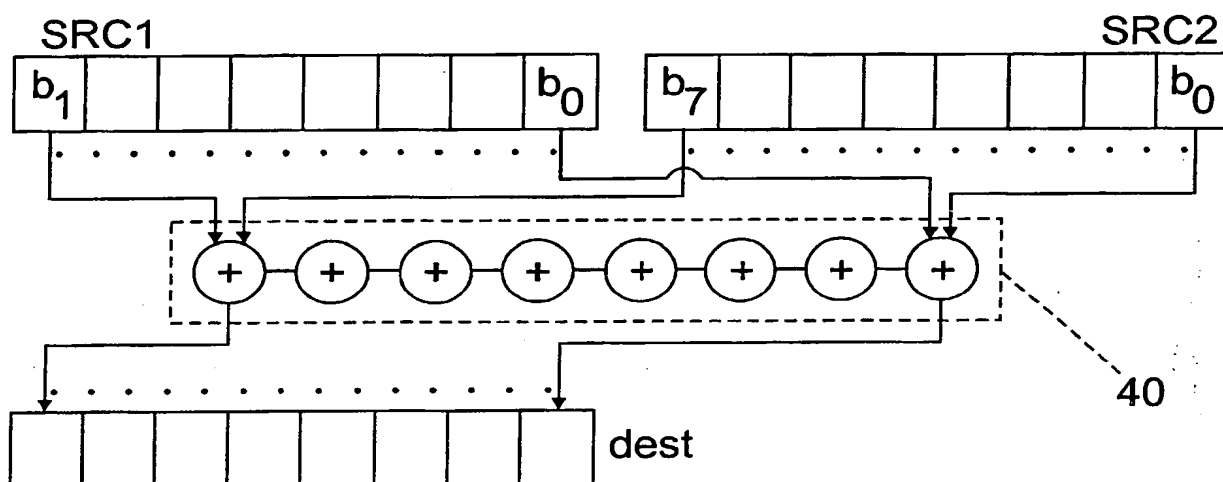 SRC1 SRC2
b1 b0 b7 b0
+ + + + + + + +
40
dest